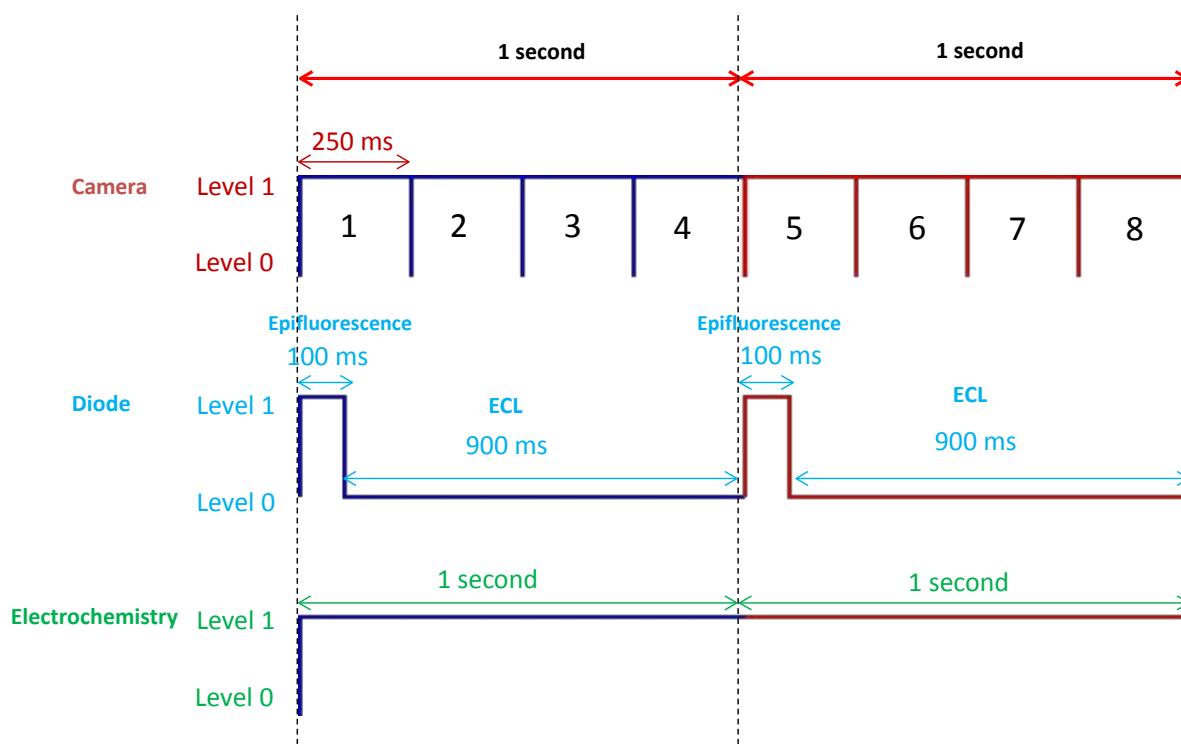 1 second 1 second
250 ms
Camera Level 1
1 2 3 4 5 6 7 8
Level 0
Epifluorescence Epifluorescence
100 ms 100 ms
Diode Level 1 ECL ECL
900 ms 900 ms
Level 0
1 second 1 second
Electrochemistry Level 1
Level 0